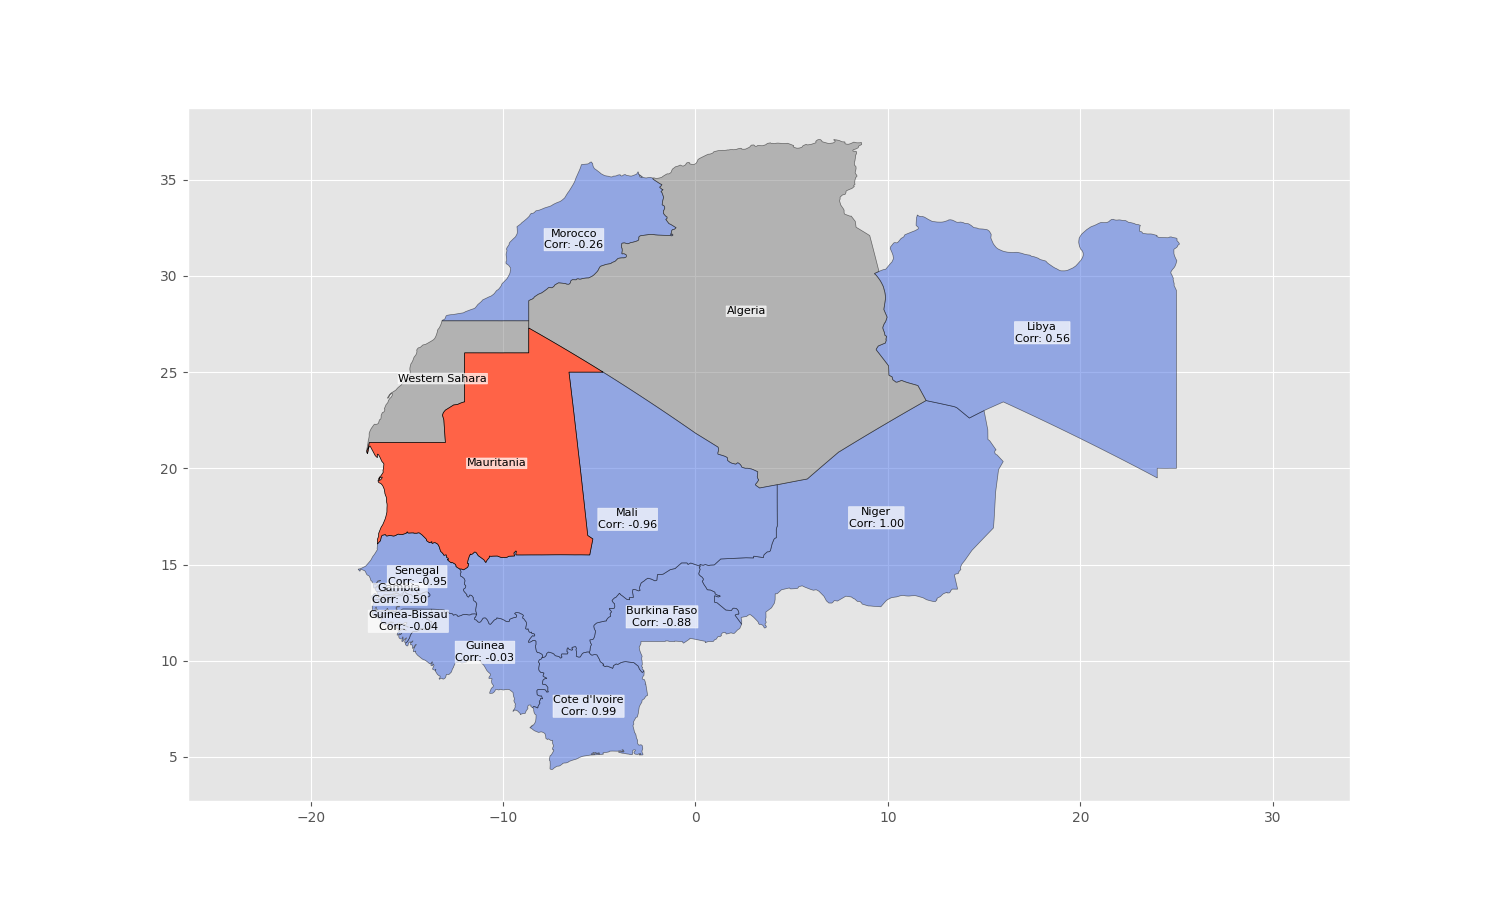 35
30
25
20
15
10
5
Morocco
Corr: -0.26
Algeria
Libya
Corr: 0.56
Western Sahara
Mauritania
Mali
Corr: -0.96
Niger
Corr: 1.00
Senegal
Corr: -0.95
Gambia
Corr: 0.50
Guinea-Bissau
Corr: -0.04
Burkina Faso
Corr: -0.88
Guinea
Corr: -0.03
Cote d'Ivoire
Corr: 0.99
−20 −10 0 10 20 30